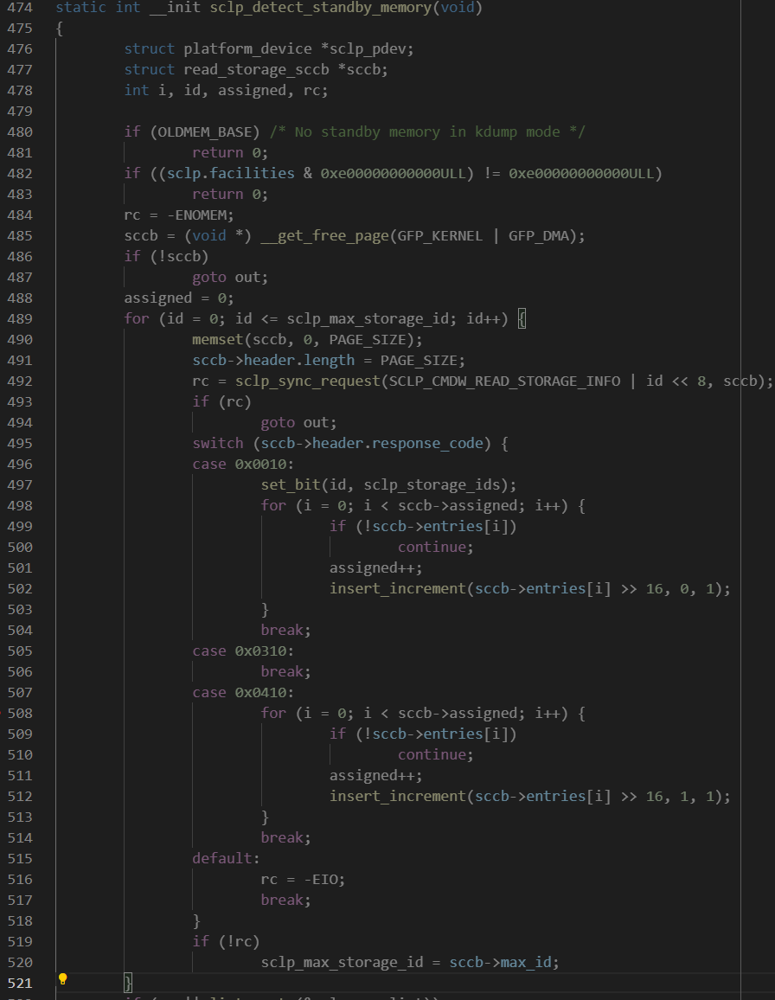 474 static int __init sclp_detect_standby_memory(void)
475 {
476 struct platform_device *sclp_pdev;
477 struct read_storage_sccb *sccb;
478 int i, id, assigned, rc;
479
480 if (OLDMEM_BASE) /* No standby memory in kdump mode */
481 return 0;
482 if ((sclp.facilities & 0xe00000000000ULL) != 0xe00000000000ULL)
483 return 0;
484 rc = -ENOMEM;
485 sccb = (void *) __get_free_page(GFP_KERNEL | GFP_DMA);
486 if (!sccb)
487 goto out;
488 assigned = 0;
489 for (id = 0; id <= sclp_max_storage_id; id++) {
490 memset(sccb, 0, PAGE_SIZE);
491 sccb->header.length = PAGE_SIZE;
492 rc = sclp_sync_request(SCLP_CMDW_READ_STORAGE_INFO | id << 8, sccb);
493 if (rc)
494 goto out;
495 switch (sccb->header.response_code) {
496 case 0x0010:
497 set_bit(id, sclp_storage_ids);
498 for (i = 0; i < sccb->assigned; i++) {
499 if (!sccb->entries[i])
500 continue;
501 assigned++;
502 insert_increment(sccb->entries[i] >> 16, 0, 1);
503 }
504 break;
505 case 0x0310:
506 break;
507 case 0x0410:
508 for (i = 0; i < sccb->assigned; i++) {
509 if (!sccb->entries[i])
510 continue;
511 assigned++;
512 insert_increment(sccb->entries[i] >> 16, 1, 1);
513 }
514 break;
515 default:
516 rc = -EIO;
517 break;
518 }
519 if (!rc)
520 sclp_max_storage_id = sccb->max_id;
521 }